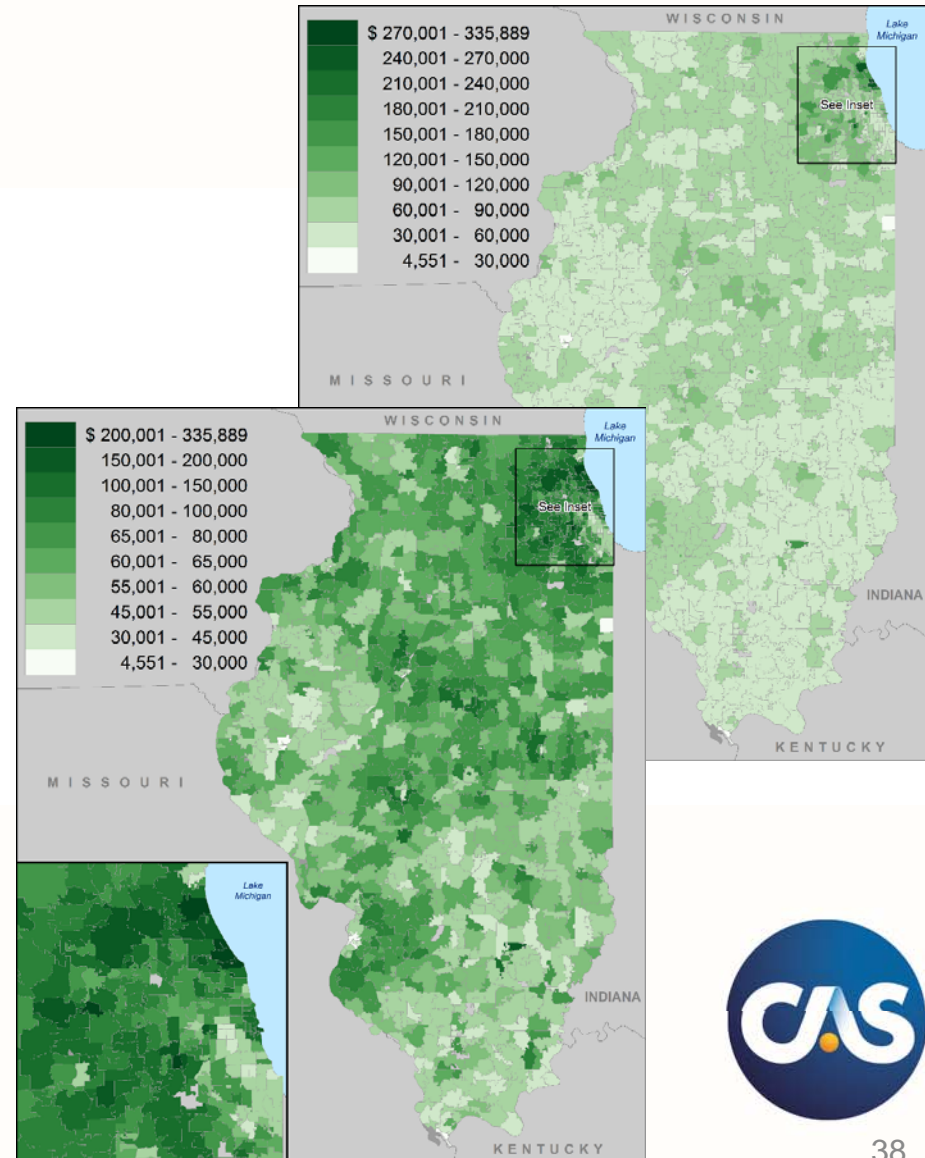 WISCONSIN
Lake
Michigan
$ 270,001 - 335,889
240,001 - 270,000
210,001 - 240,000
180,001 - 210,000
150,001 - 180,000
120,001 - 150,000
90,001 - 120,000
60,001 - 90,000
30,001 - 60,000
4,551 - 30,000
See Inset
MISSOURI
INDIANA
KENTUCKY
WISCONSIN
Lake
Michigan
$ 200,001 - 335,889
150,001 - 200,000
100,001 - 150,000
80,001 - 100,000
65,001 - 80,000
60,001 - 65,000
55,001 - 60,000
45,001 - 55,000
30,001 - 45,000
4,551 - 30,000
See Inset
MISSOURI
Lake
Michigan
INDIANA
KENTUCKY
CAS
38